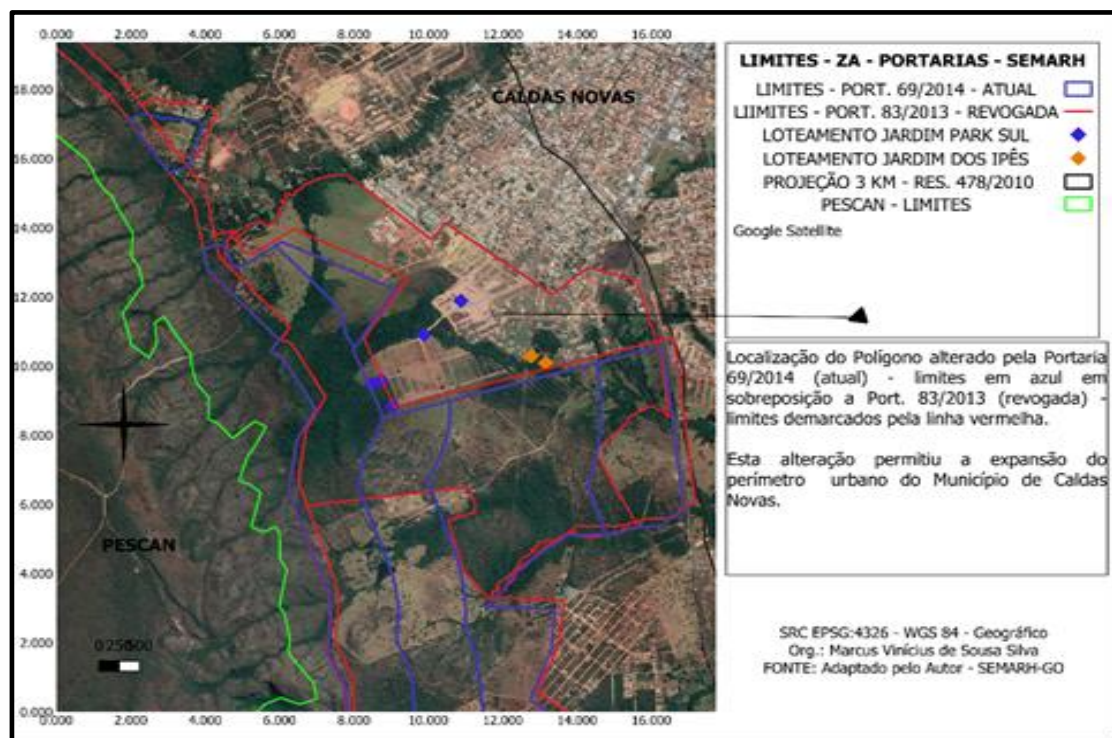 0.000 2.000 4.000 6.000 8.000 10.000 12.000 14.000 16.000
18.000
16.000
14.000
12.000
10.000
8.000
6.000
4.000
2.000
0.000
0.000 2.000 4.000 6.000 8.000 10.000 12.000 14.000 16.000
CALDAS NOVAS
PESCAN
LIMITES - ZA - PORTARIAS - SEMARH
LIMITES - PORT. 69/2014 - ATUAL
LIIMITES - PORT. 83/2013 - REVOGADA
LOTEAMENTO JARDIM PARK SUL
LOTEAMENTO JARDIM DOS IPÊS
PROJEÇÃO 3 KM - RES. 478/2010
PESCAN - LIMITES
Google Satellite
Localização do Polígono alterado pela Portaria
69/2014 (atual) - limites em azul em
sobreposição a Port. 83/2013 (revogada) -
limites demarcados pela linha vermelha.
Esta alteração permitiu a expansão do
perímetro urbano do Município de Caldas
Novas.
SRC EPSG:4326 - WGS 84 - Geográfico
Org.: Marcus Vinícius de Sousa Silva
FONTE: Adaptado pelo Autor - SEMARH-GO